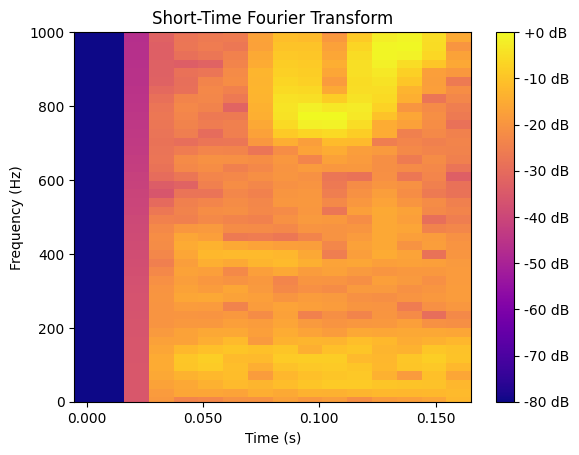 Short-Time Fourier Transform
1000
800
600
400
200
0
Frequency (Hz)
0.000
0.050
0.100
0.150
Time (s)
+0 dB
-10 dB
-20 dB
-30 dB
-40 dB
-50 dB
-60 dB
-70 dB
-80 dB